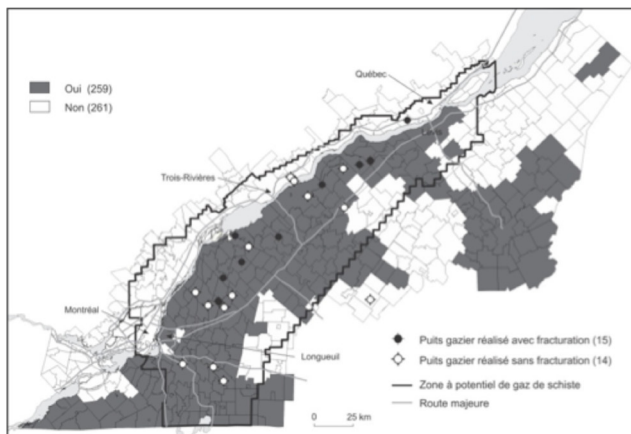 Oui (259)
Non (261)
Québec
Lévis
Trois-Rivières
Montréal
Longueuil
Puits gazier réalisé avec fracturation (15)
Puits gazier réalisé sans fracturation (14)
Zone à potentiel de gaz de schiste
Route majeure
0 25 km